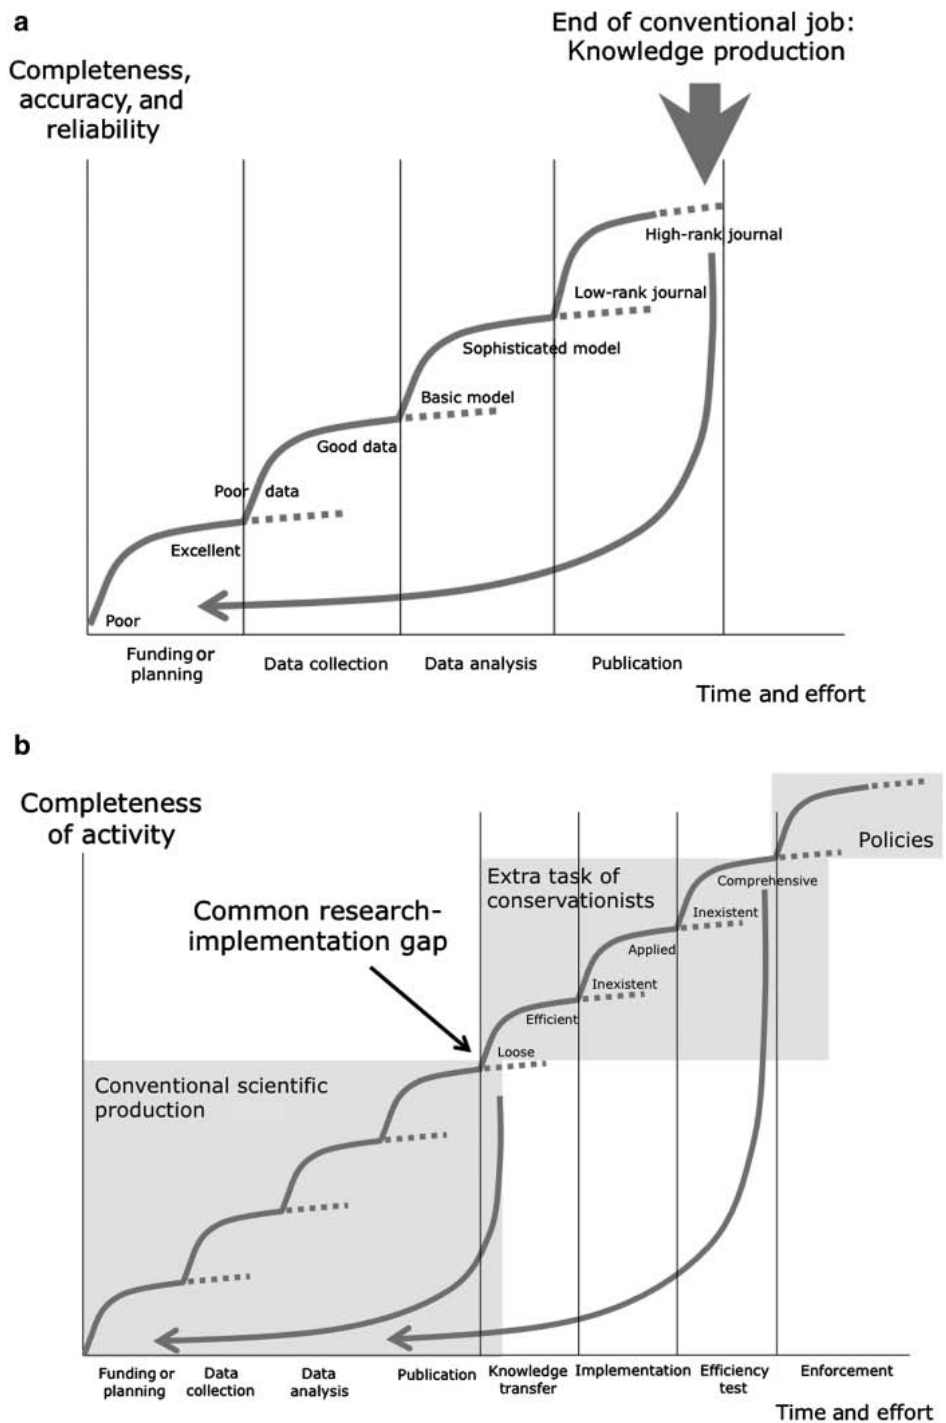 a
End of conventional job:
Knowledge production
Completeness,
accuracy, and
reliability
High-rank journal
Low-rank journal
Sophisticated model
Basic model
Good data
Poor data
Excellent
Poor
Funding or
planning
Data collection
Data analysis
Publication
Time and effort
b
Completeness
of activity
Policies
Extra task of
conservationists
Comprehensive
Inexistent
Common research-
implementation gap
Applied
Inexistent
Efficient
Loose
Conventional scientific
production
Funding or
planning
Data
collection
Data
analysis
Publication
Knowledge
transfer
Implementation
Efficiency
test
Enforcement
Time and effort